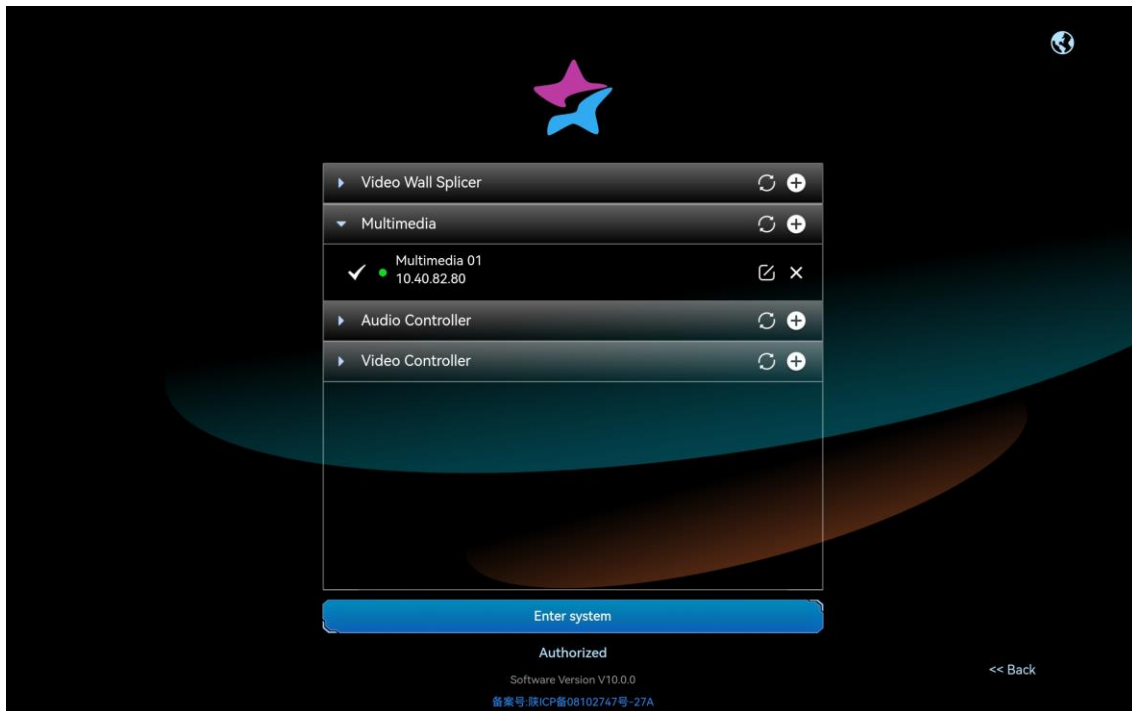 Video Wall Splicer
Multimedia
Multimedia 01
10.40.82.80
Audio Controller
Video Controller
Enter system
Authorized
<< Back
Software Version V10.0.0
备案号:陕ICP备08102747号-27A